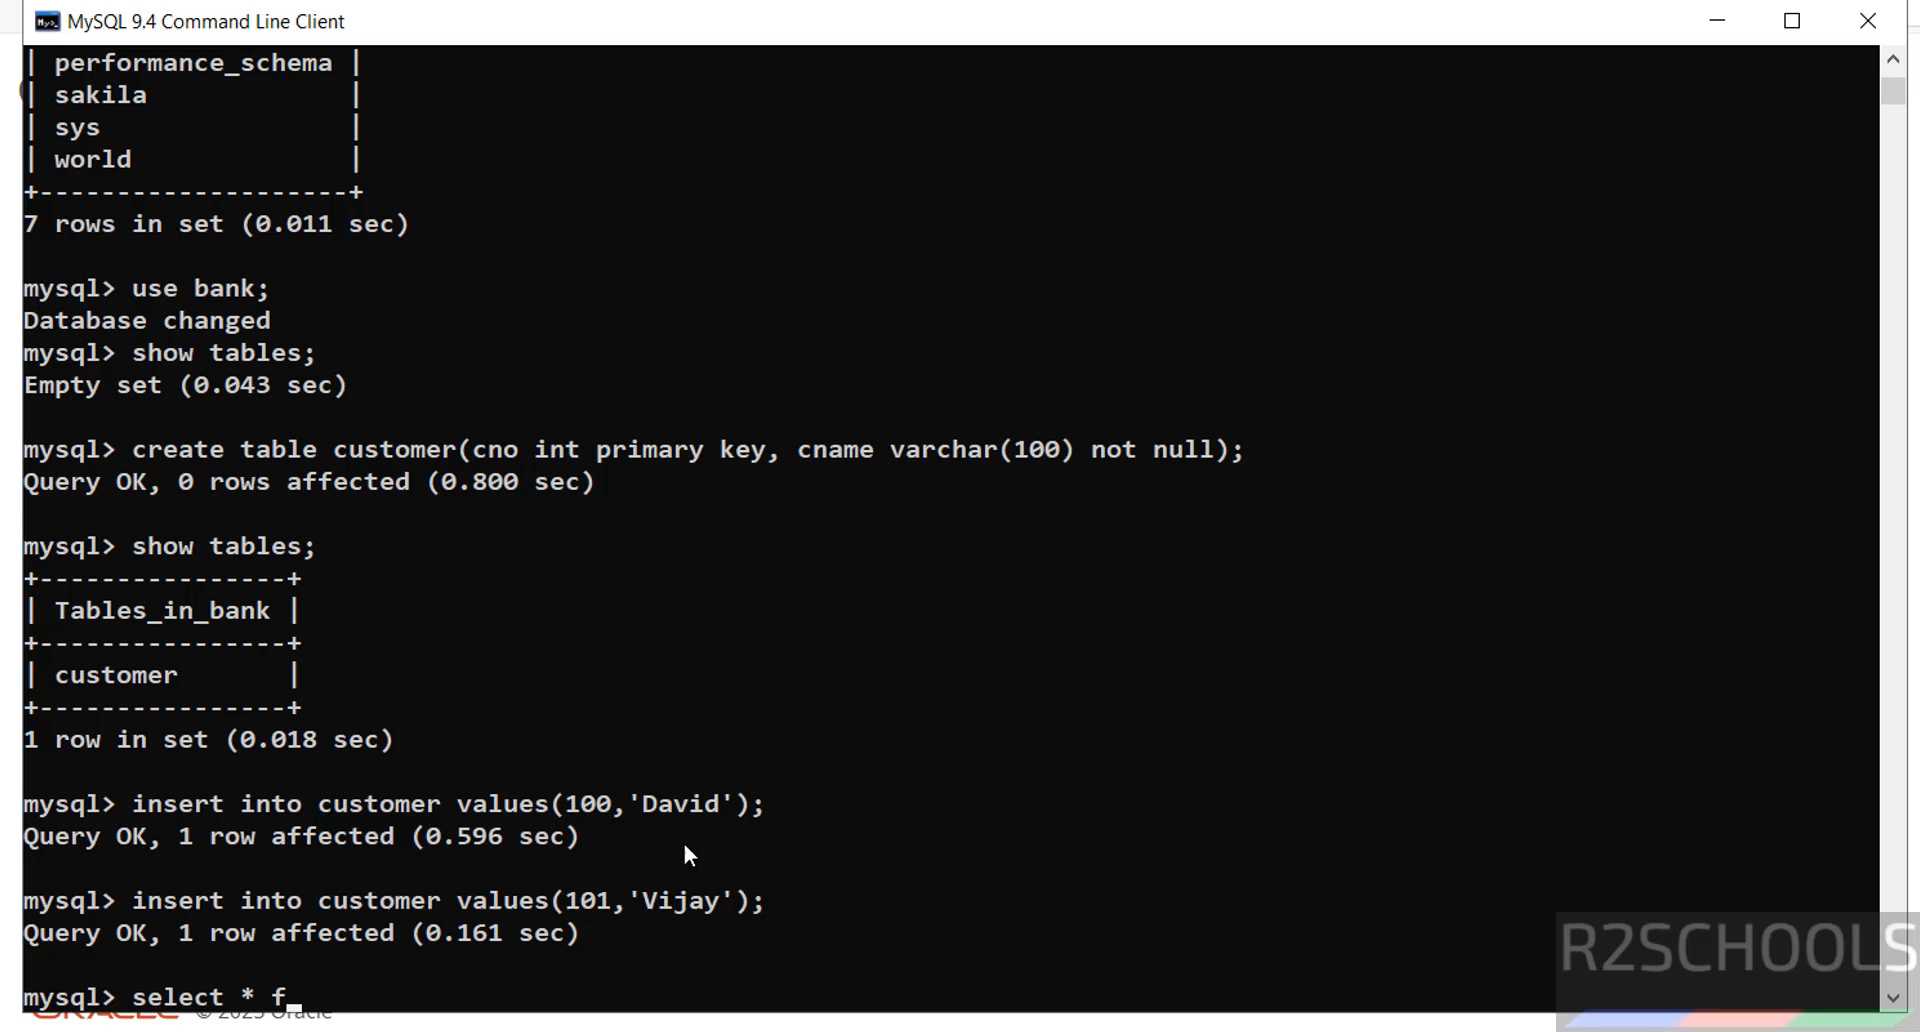 MySQL 9.4 Command Line Client
| performance_schema |
| sakila             |
| sys                |
| world              |
+--------------------+
7 rows in set (0.011 sec)
mysql> use bank;
Database changed
mysql> show tables;
Empty set (0.043 sec)
mysql> create table customer(cno int primary key, cname varchar(100) not null);
Query OK, 0 rows affected (0.800 sec)
mysql> show tables;
+----------------+
| Tables_in_bank |
+----------------+
| customer       |
+----------------+
1 row in set (0.018 sec)
mysql> insert into customer values(100,'David');
Query OK, 1 row affected (0.596 sec)
mysql> insert into customer values(101,'Vijay');
Query OK, 1 row affected (0.161 sec)
mysql> select * f_
R2SCHOOLS
ORACLE © 2025 Oracle